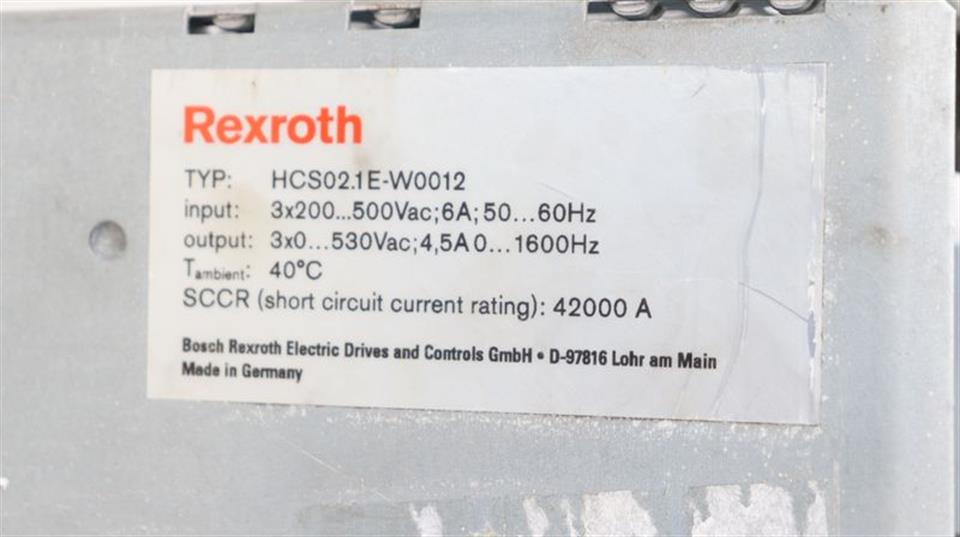 Rexroth
TYP: HCS02.1E-W0012
input: 3x200...500Vac;6A; 50...60Hz
output: 3x0...530Vac;4,5A 0...1600Hz
Tambient: 40°C
SCCR (short circuit current rating): 42000 A
Bosch Rexroth Electric Drives and Controls GmbH • D-97816 Lohr am Main
Made in Germany